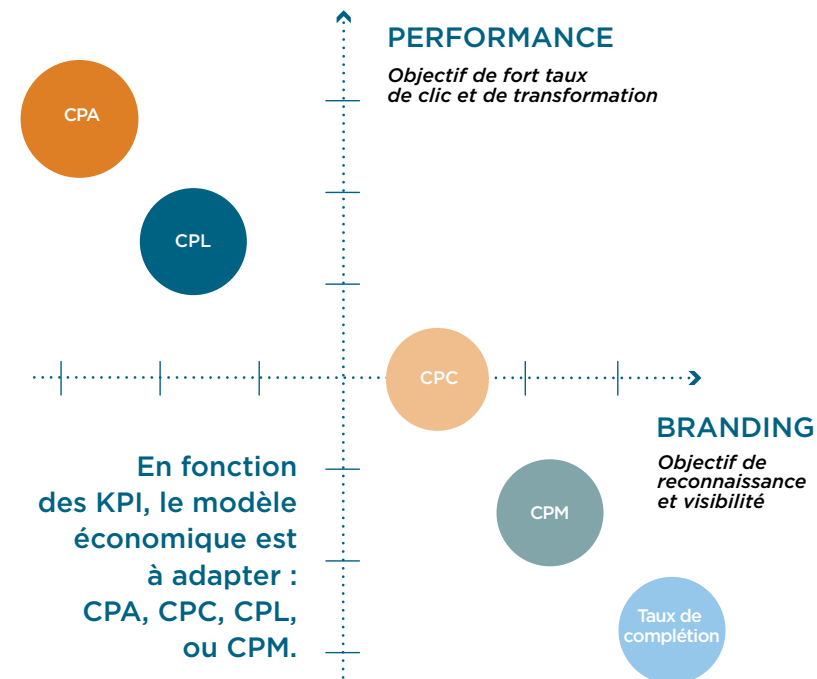 PERFORMANCE
Objectif de fort taux
de clic et de transformation
CPA
CPL
CPC
BRANDING
Objectif de
reconnaissance
et visibilité
En fonction
des KPI, le modèle
économique est
à adapter :
CPA, CPC, CPL,
ou CPM.
CPM
Taux de
complétion